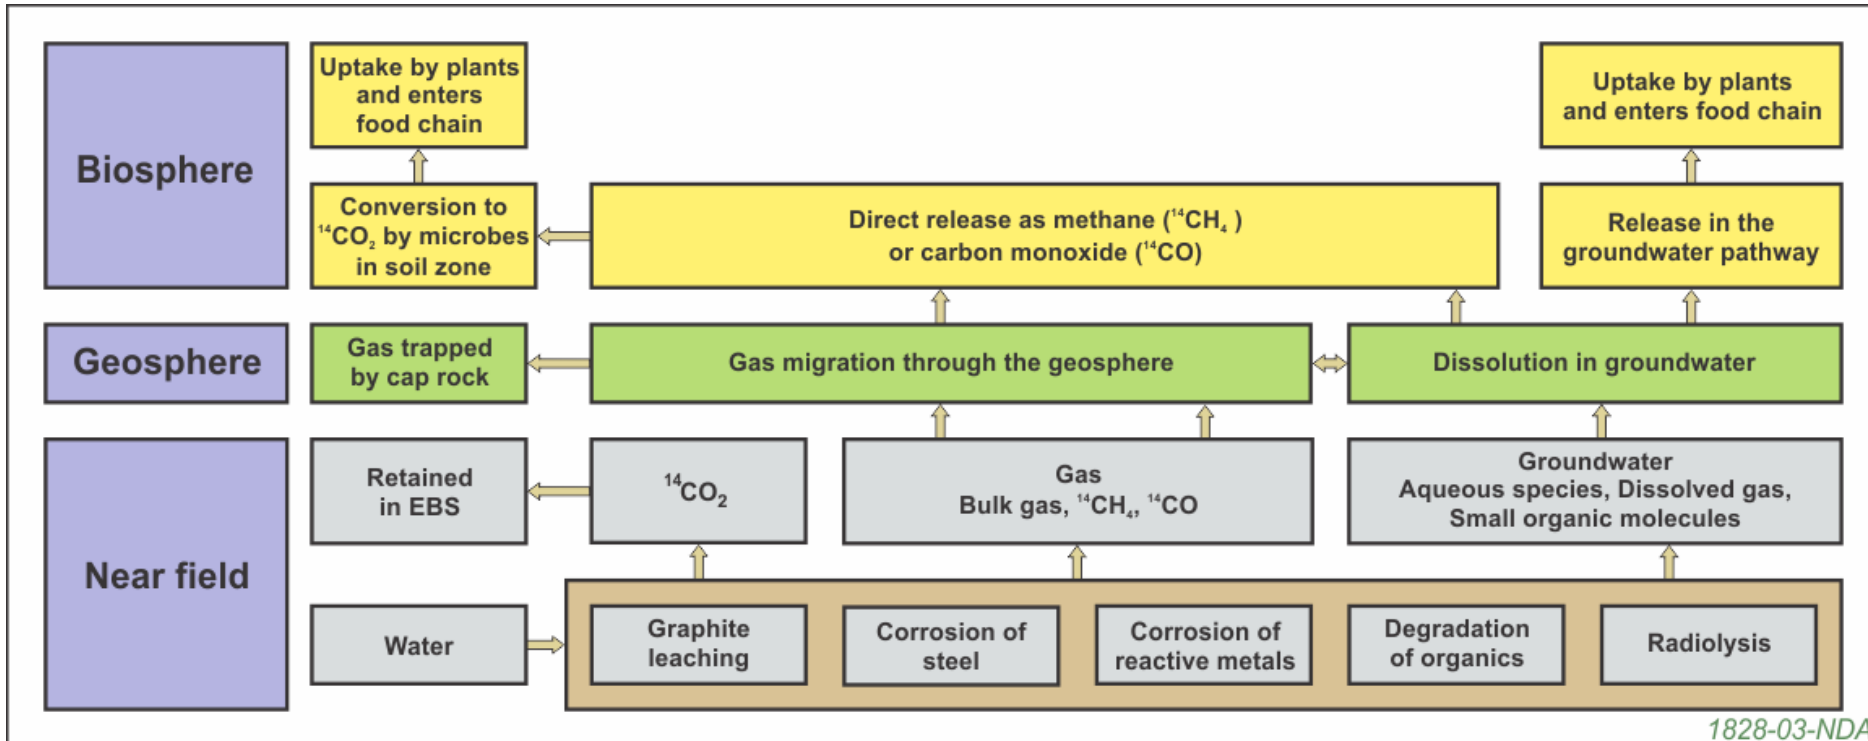 Biosphere
Uptake by plants
and enters
food chain
Uptake by plants
and enters food chain
Conversion to
¹⁴CO₂ by microbes
in soil zone
Direct release as methane (¹⁴CH₄ )
or carbon monoxide (¹⁴CO)
Release in the
groundwater pathway
Geosphere
Gas trapped
by cap rock
Gas migration through the geosphere
Dissolution in groundwater
Near field
Retained
in EBS
¹⁴CO₂
Gas
Bulk gas, ¹⁴CH₄, ¹⁴CO
Groundwater
Aqueous species, Dissolved gas,
Small organic molecules
Water
Graphite
leaching
Corrosion of
steel
Corrosion of
reactive metals
Degradation
of organics
Radiolysis
1828-03-NDA